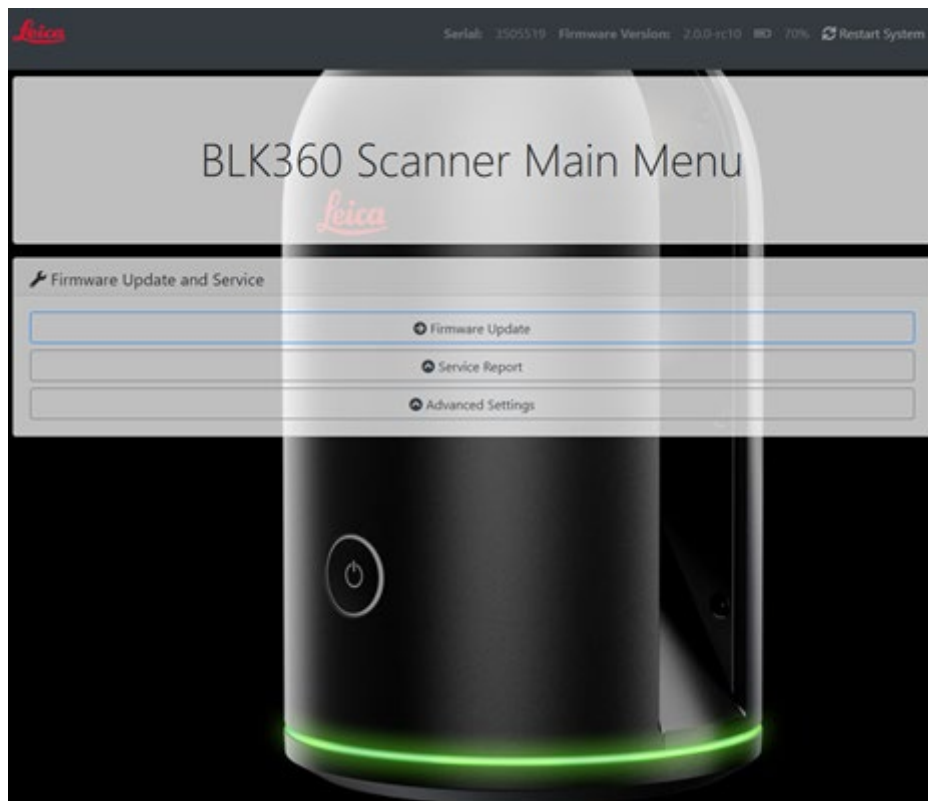 Leica
Serial: 3505519 Firmware Version: 2.0.0-rc10 70% Restart System
BLK360 Scanner Main Menu
Leica
Firmware Update and Service
Firmware Update
Service Report
Advanced Settings